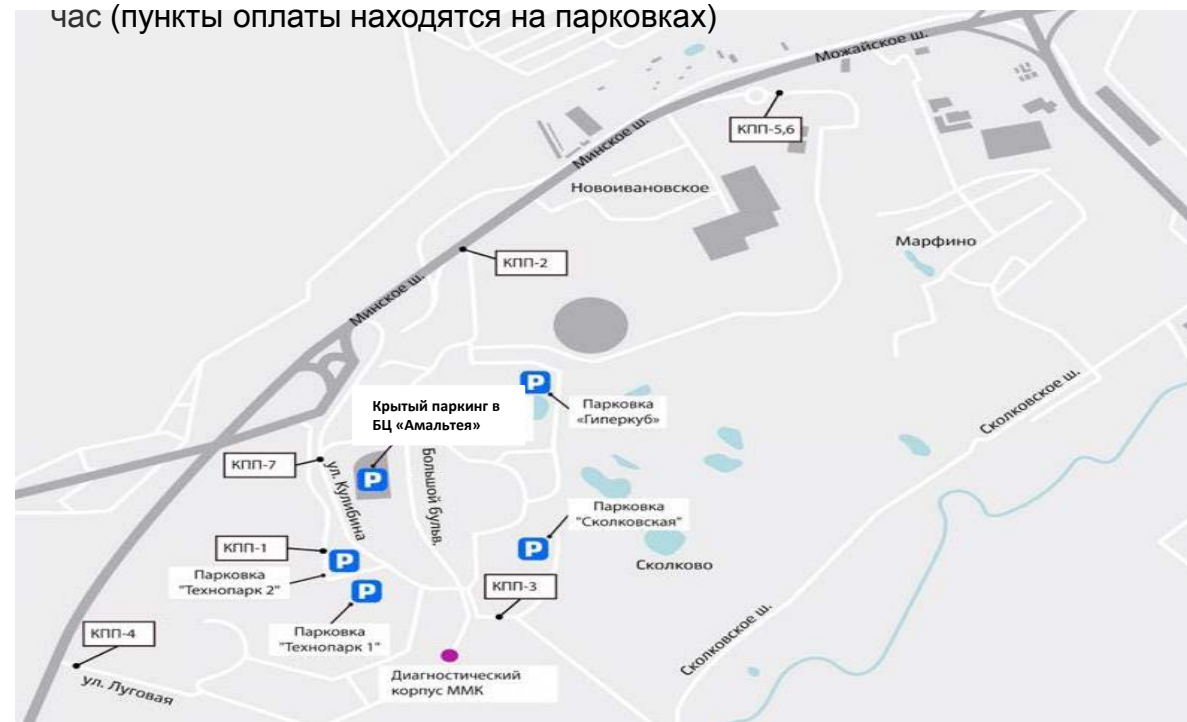 час (пункты оплаты находятся на парковках)
Можайское ш.
КПП-5,6
Минское ш.
Новоивановское
Марфино
КПП-2
Минское ш.
Сколковское ш.
Крытый паркинг в
БЦ «Амальтея»
Парковка
«Гиперкуб»
КПП-7
ул. Кулибина
Большой бульв.
Парковка
"Сколковская"
КПП-1
Сколково
Парковка
"Технопарк 2"
КПП-3
Парковка
"Технопарк 1"
КПП-4
Сколковское ш.
Диагностический
корпус ММК
ул. Луговая
P
P
P
P
P